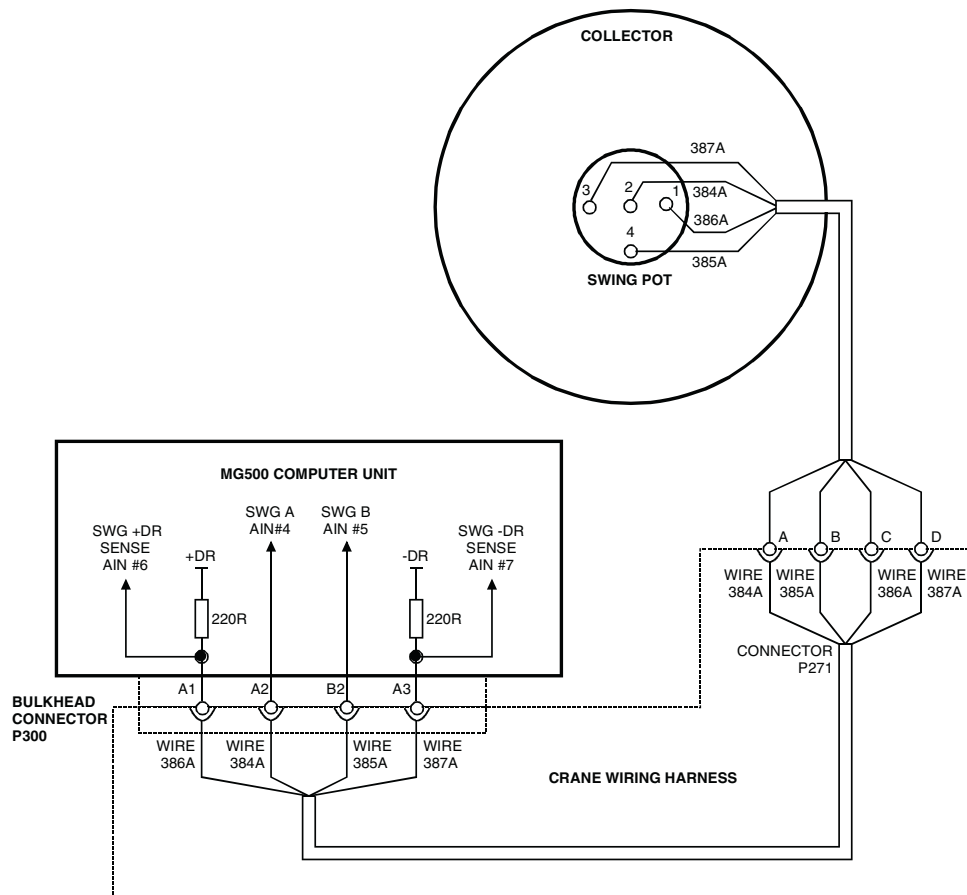 COLLECTOR
387A
3
2
384A
1
386A
4
385A
SWING POT
MG500 COMPUTER UNIT
SWG +DR
SENSE
AIN #6
+DR
SWG A
AIN#4
SWG B
AIN #5
-DR
SWG -DR
SENSE
AIN #7
220R
220R
A
B
C
D
WIRE
384A
WIRE
385A
WIRE
386A
WIRE
387A
CONNECTOR
P271
A1
A2
B2
A3
BULKHEAD
CONNECTOR
P300
WIRE
386A
WIRE
384A
WIRE
385A
WIRE
387A
CRANE WIRING HARNESS